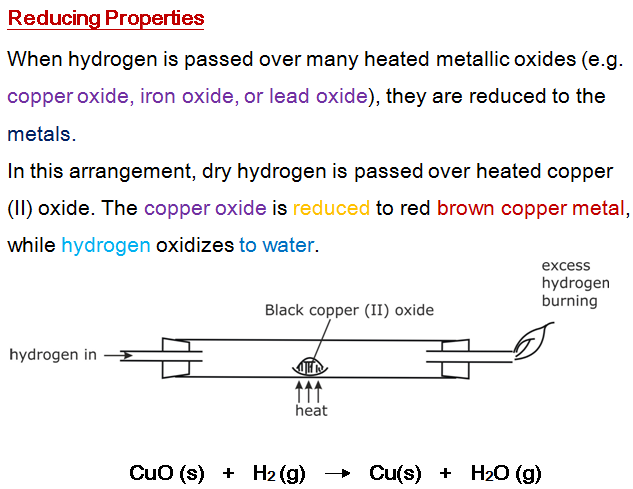 Reducing Properties
When hydrogen is passed over many heated metallic oxides (e.g.
copper oxide, iron oxide, or lead oxide), they are reduced to the
metals.
In this arrangement, dry hydrogen is passed over heated copper
(II) oxide. The copper oxide is reduced to red brown copper metal,
while hydrogen oxidizes to water.
excess
hydrogen
burning
Black copper (II) oxide
hydrogen in
heat
CuO (s) + H2 (g) → Cu(s) + H2O (g)